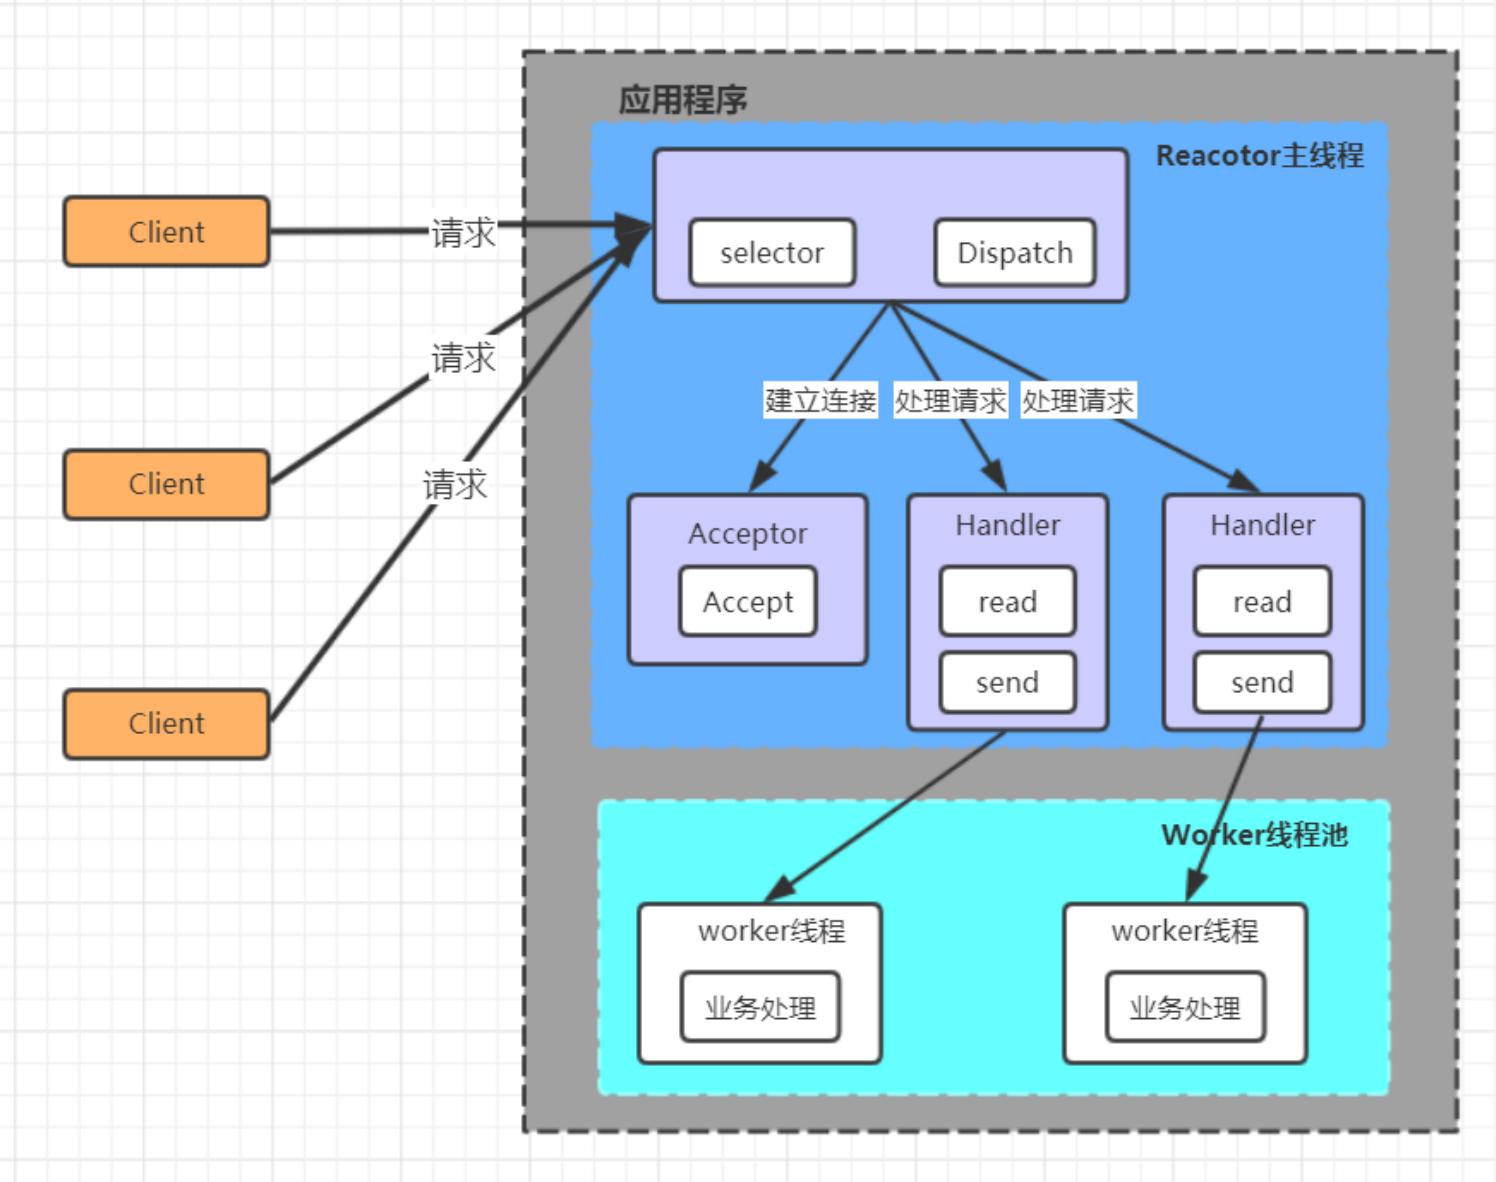 应用程序
Reacotor主线程
Client
请求
selector
Dispatch
请求
建立连接
处理请求
处理请求
Client
请求
Acceptor
Handler
Handler
Accept
read
read
send
send
Client
Worker线程池
worker线程
worker线程
业务处理
业务处理